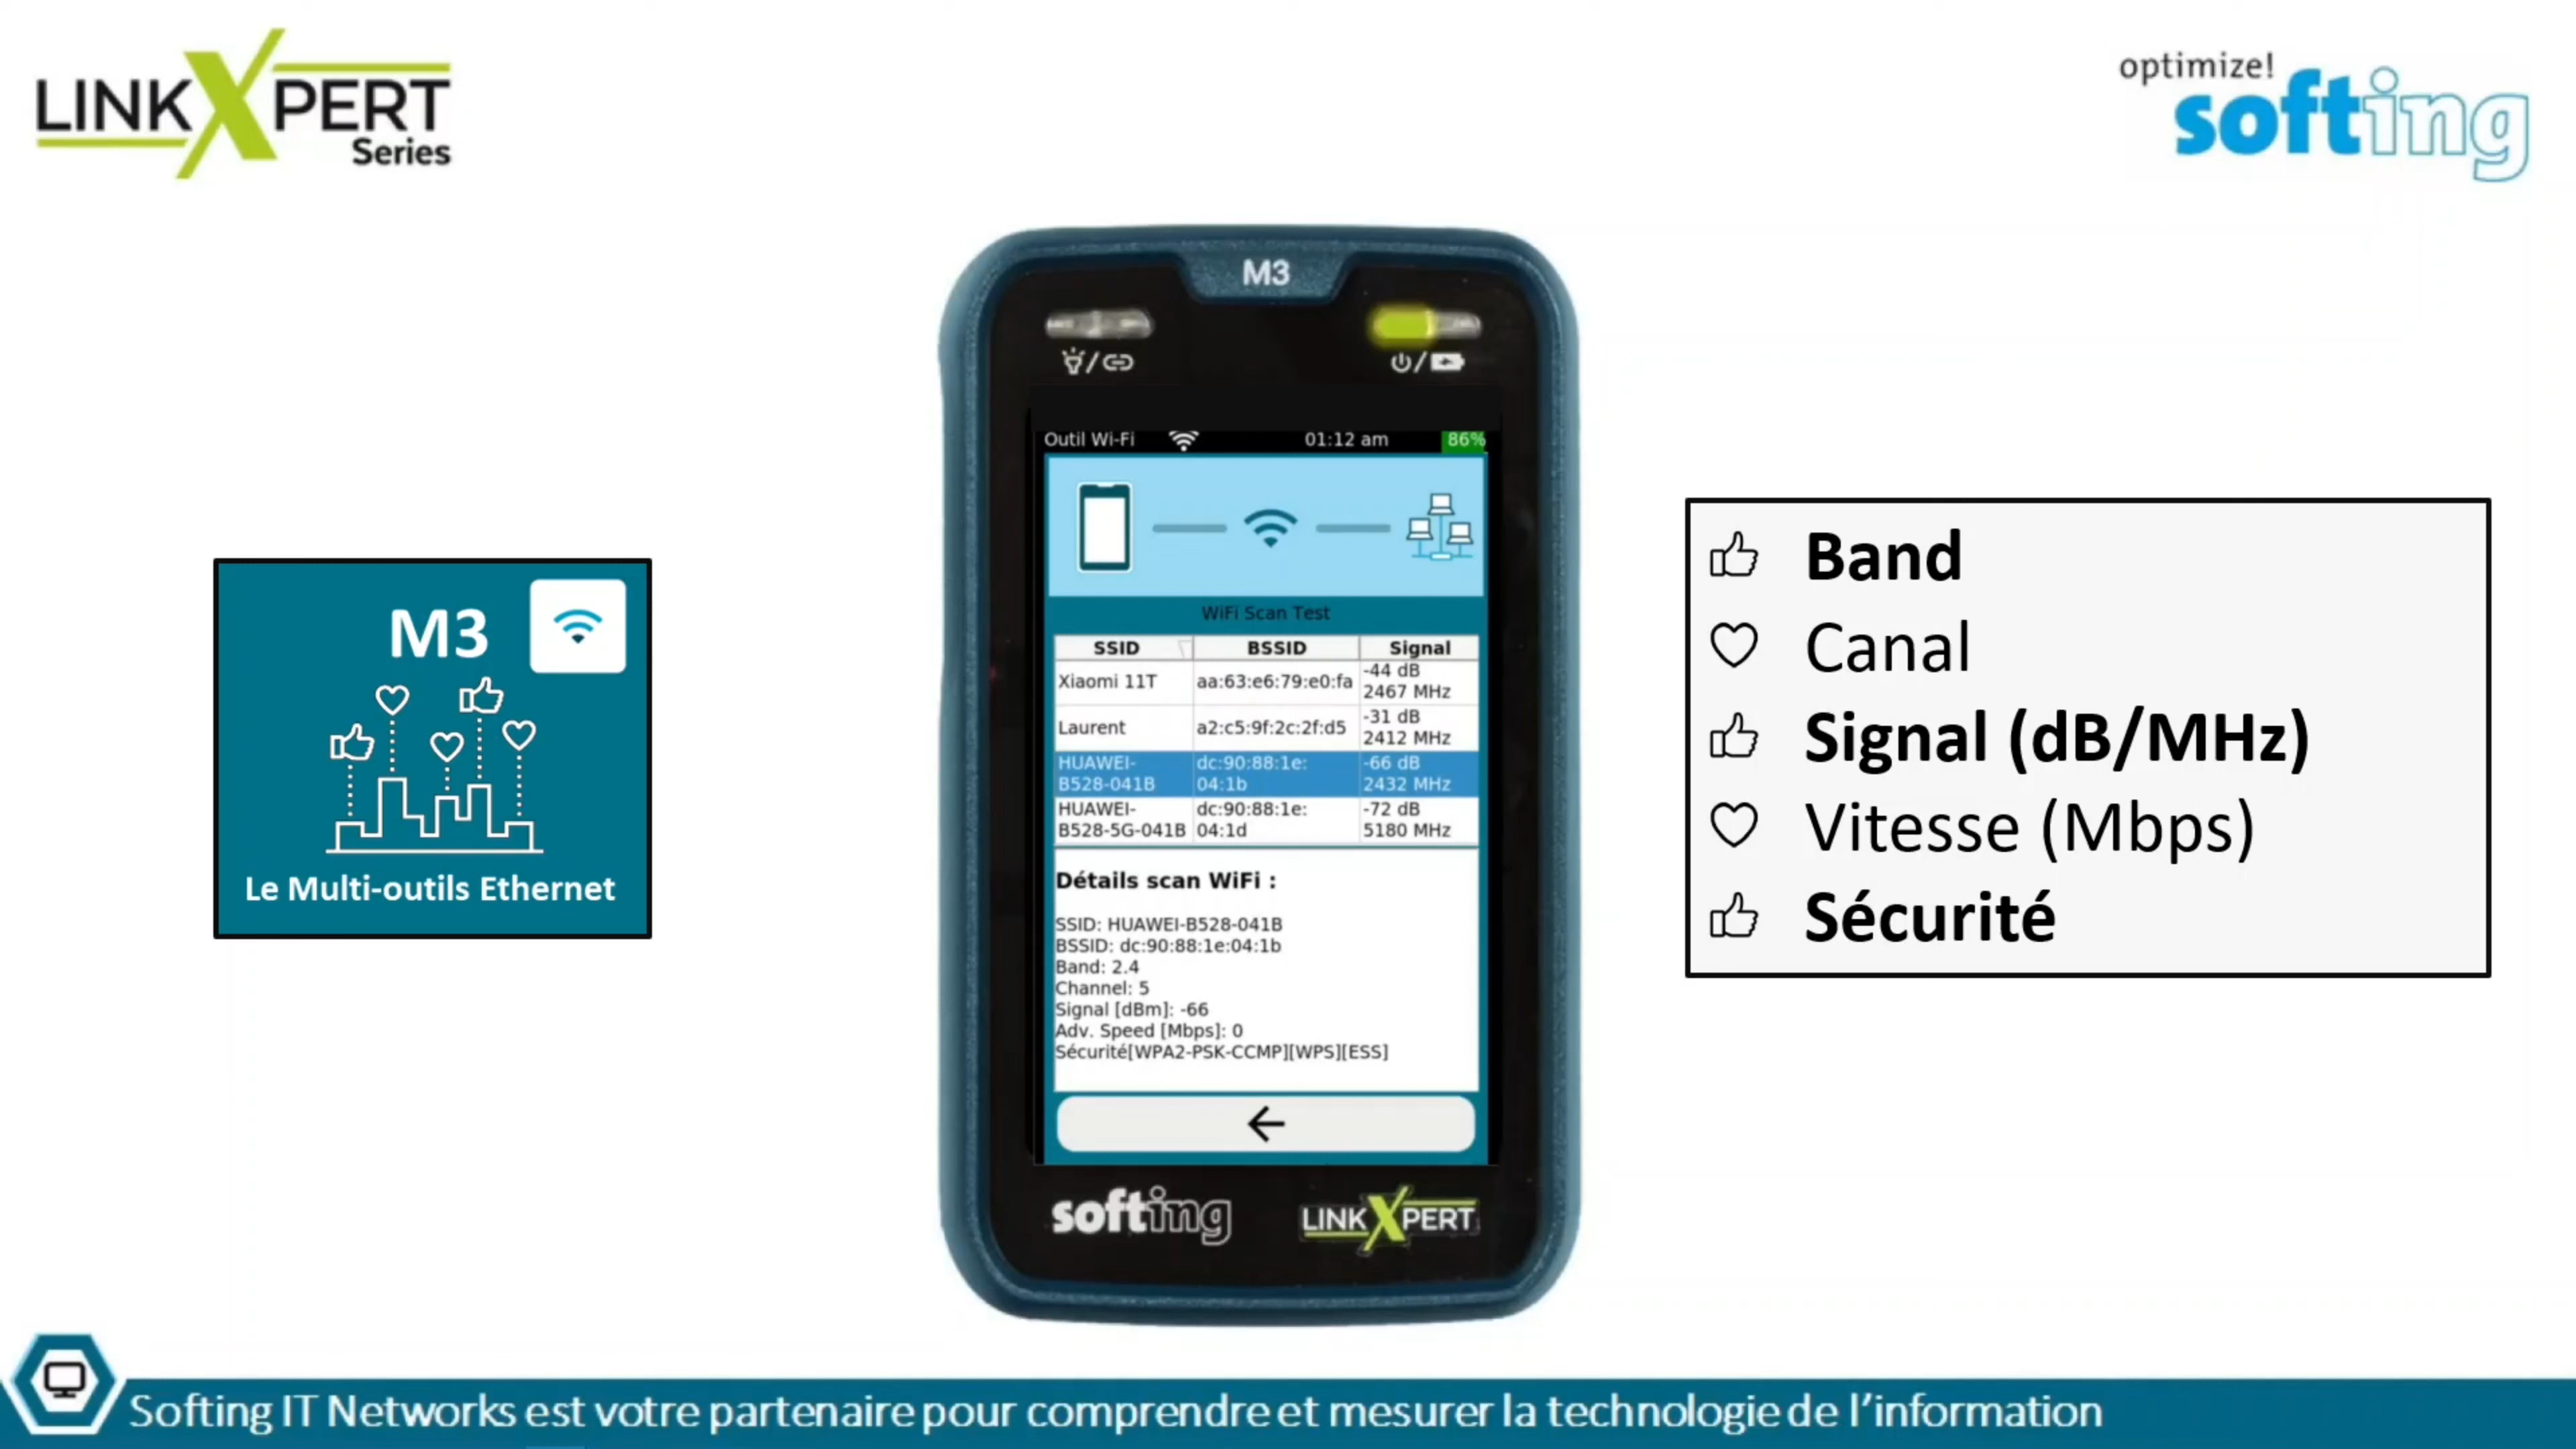 LINKXPERT
Series
optimize!
softing
M3
Outil Wi-Fi 01:12 am 86%
WiFi Scan Test
SSID BSSID Signal
Xiaomi 11T aa:63:e6:79:e0:fa -44 dB
2467 MHz
Laurent a2:c5:9f:2c:2f:d5 -31 dB
2412 MHz
HUAWEI- dc:90:88:1e: -66 dB
B528-041B 04:1b 2432 MHz
HUAWEI- dc:90:88:1e: -72 dB
B528-5G-041B 04:1d 5180 MHz
Détails scan WiFi :
SSID: HUAWEI-B528-041B
BSSID: dc:90:88:1e:04:1b
Band: 2.4
Channel: 5
Signal [dBm]: -66
Adv. Speed [Mbps]: 0
Sécurité[WPA2-PSK-CCMP][WPS][ESS]
softing LINKXPERT
M3
Le Multi-outils Ethernet
Band
Canal
Signal (dB/MHz)
Vitesse (Mbps)
Sécurité
Softing IT Networks est votre partenaire pour comprendre et mesurer la technologie de l'information